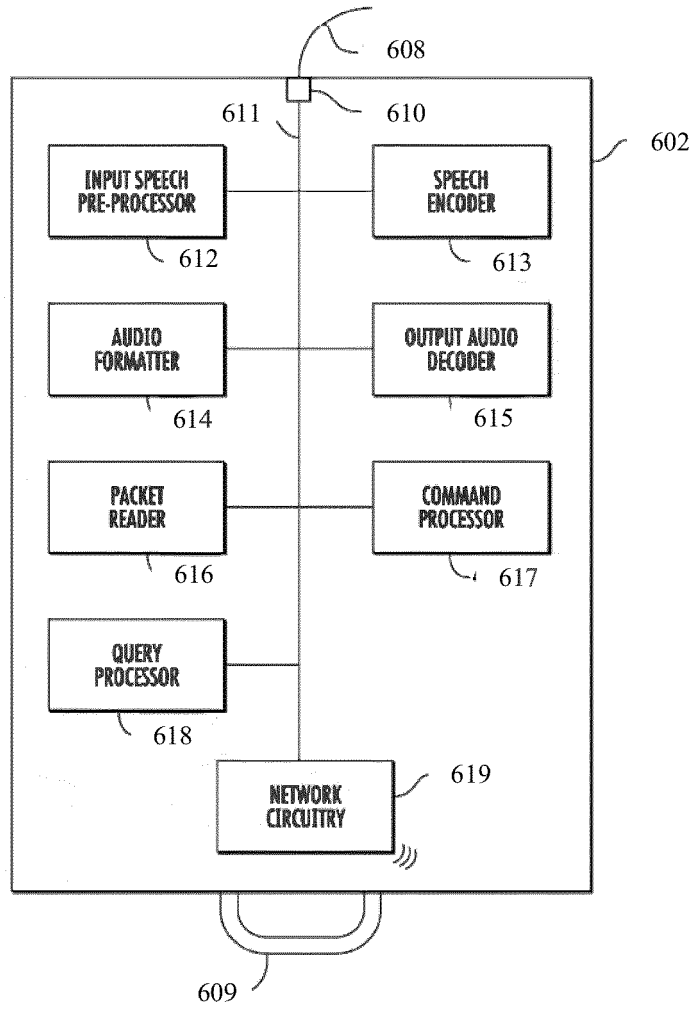 608
611
610
602
INPUT SPEECH
PRE-PROCESSOR
SPEECH
ENCODER
612
613
AUDIO
FORMATTER
OUTPUT AUDIO
DECODER
614
615
PACKET
READER
COMMAND
PROCESSOR
616
617
QUERY
PROCESSOR
618
619
NETWORK
CIRCUITRY
609